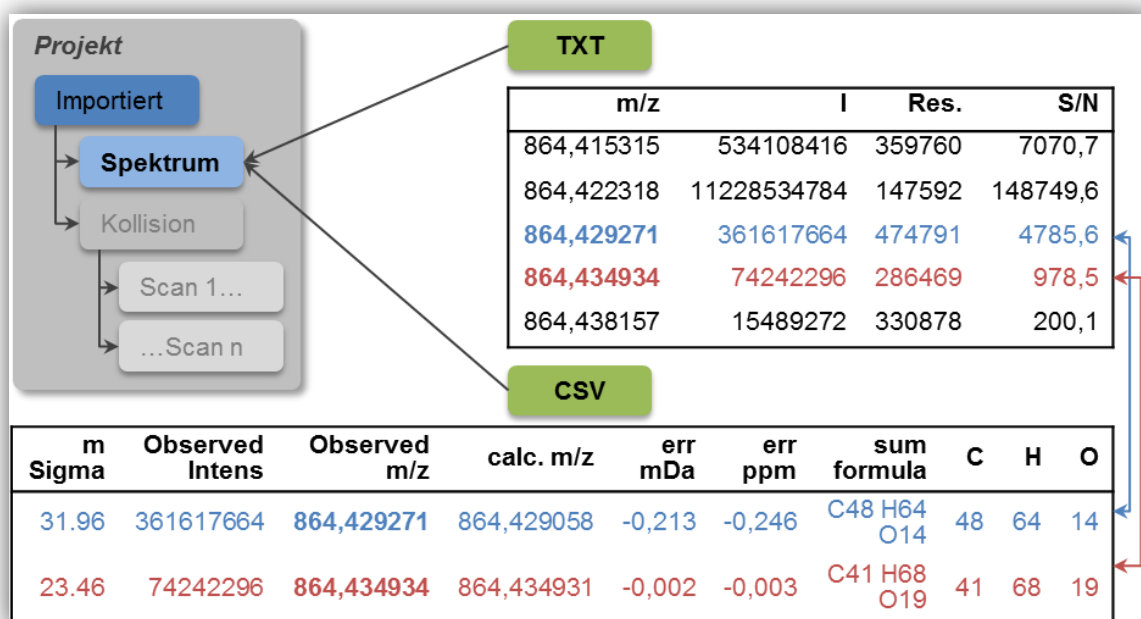 Projekt
Importiert
Spektrum
Kollision
Scan 1...
...Scan n
TXT
m/z I Res. S/N
864,415315 534108416 359760 7070,7
864,422318 11228534784 147592 148749,6
864,429271 361617664 474791 4785,6
864,434934 74242296 286469 978,5
864,438157 15489272 330878 200,1
CSV
m Sigma Observed Intens Observed m/z calc. m/z err mDa err ppm sum formula C H O
31.96 361617664 864,429271 864,429058 -0,213 -0,246 C48 H64 O14 48 64 14
23.46 74242296 864,434934 864,434931 -0,002 -0,003 C41 H68 O19 41 68 19